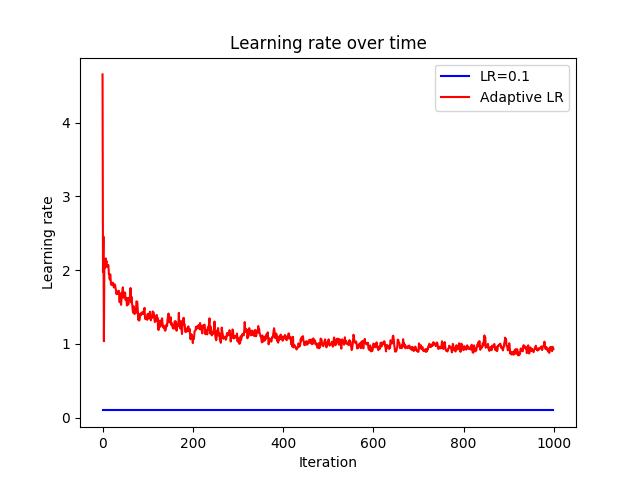 Learning rate over time
LR=0.1
Adaptive LR
Learning rate
4
3
2
1
0
0 200 400 600 800 1000
Iteration